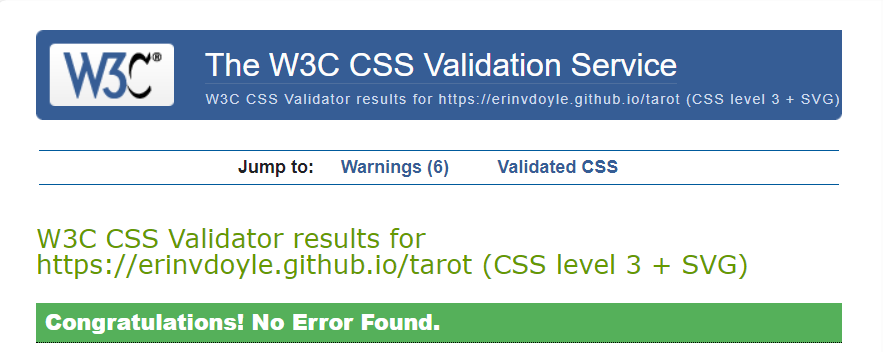 W3C®
The W3C CSS Validation Service
W3C CSS Validator results for https://erinvdoyle.github.io/tarot (CSS level 3 + SVG)
Jump to: Warnings (6) Validated CSS
W3C CSS Validator results for
https://erinvdoyle.github.io/tarot (CSS level 3 + SVG)
Congratulations! No Error Found.